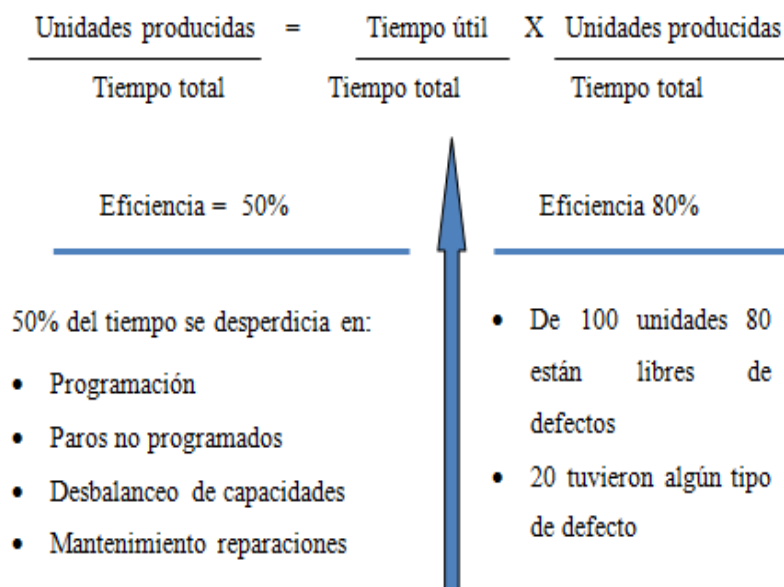 Unidades producidas = Tiempo útil X Unidades producidas
Tiempo total Tiempo total Tiempo total
Eficiencia = 50%
Eficiencia 80%
50% del tiempo se desperdicia en:
• Programación
• Paros no programados
• Desbalanceo de capacidades
• Mantenimiento reparaciones
• De 100 unidades 80
están libres de
defectos
• 20 tuvieron algún tipo
de defecto